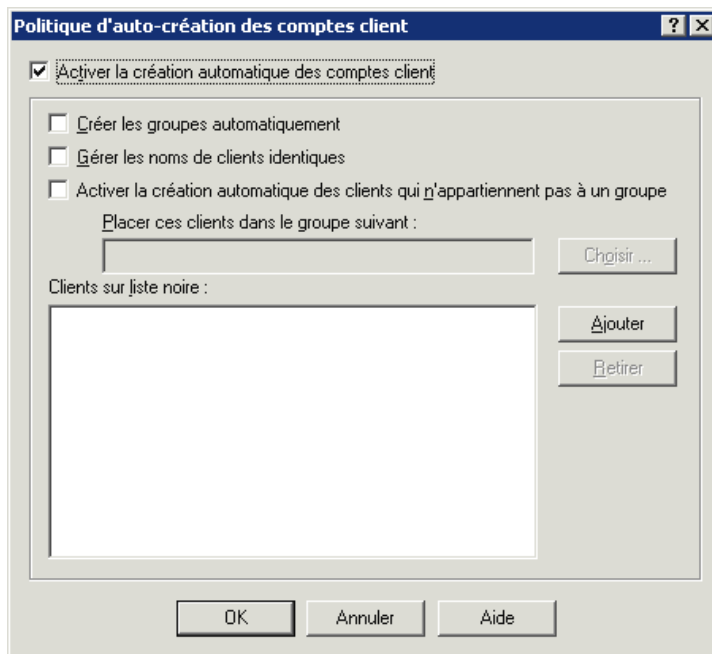 Politique d'auto-création des comptes client
Activer la création automatique des comptes client
Créer les groupes automatiquement
Gérer les noms de clients identiques
Activer la création automatique des clients qui n'appartiennent pas à un groupe
Placer ces clients dans le groupe suivant :
Choisir ...
Clients sur liste noire :
Ajouter
Retirer
OK Annuler Aide